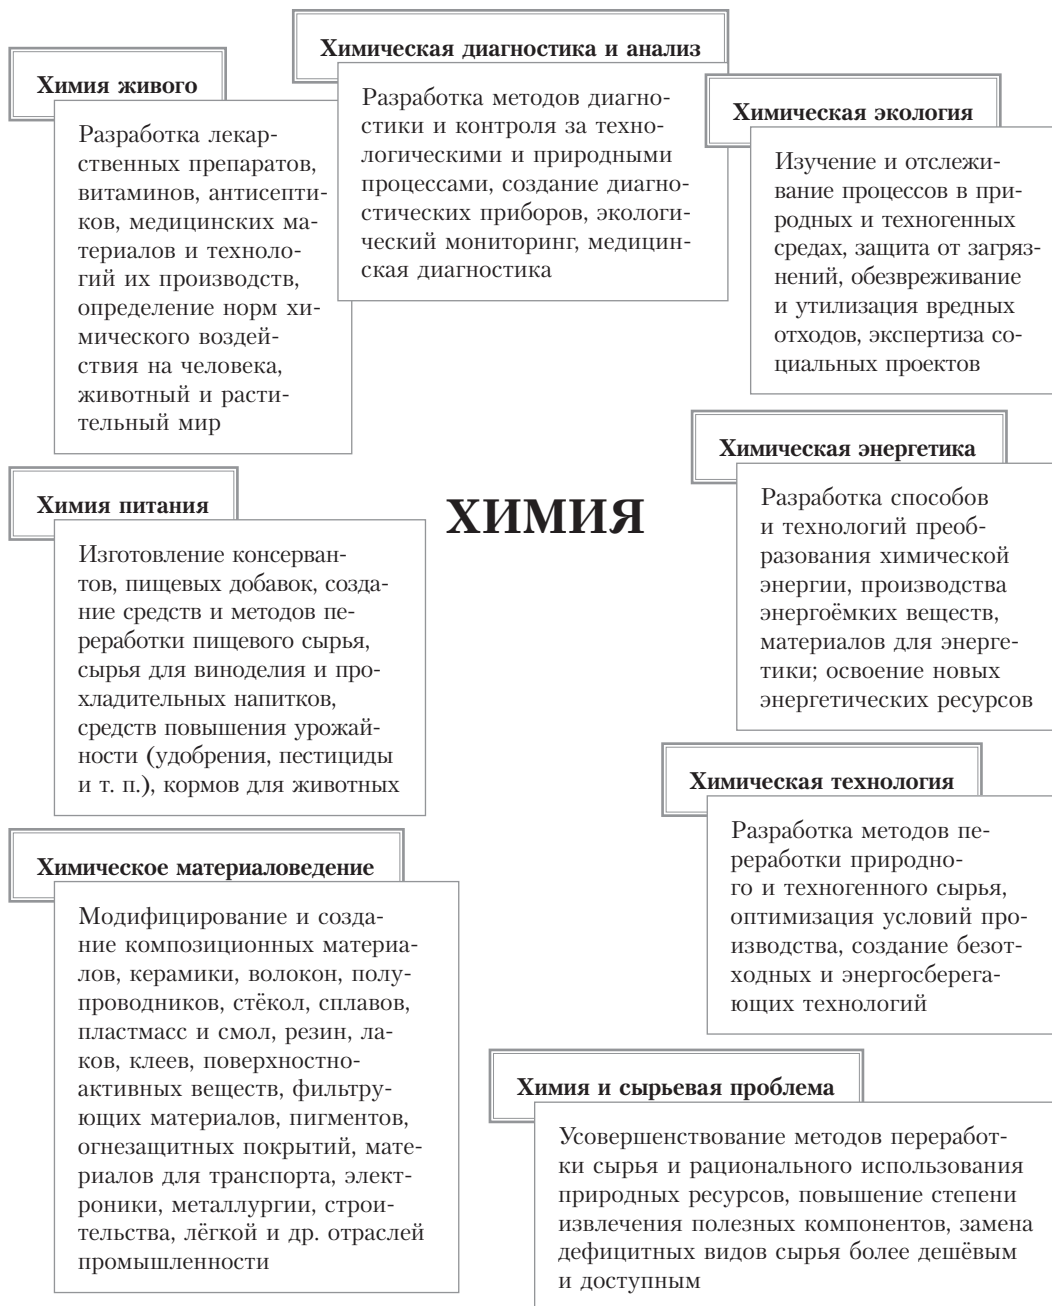 Химическая диагностика и анализ
Разработка методов диагно-
стики и контроля за техно-
логическими и природными
процессами, создание диагно-
стических приборов, экологи-
ческий мониторинг, медицин-
ская диагностика
Химия живого
Разработка лекар-
ственных препаратов,
витаминов, антисепти-
ков, медицинских ма-
териалов и техноло-
гий их производств,
определение норм хи-
мического воздей-
ствия на человека,
животный и расти-
тельный мир
Химическая экология
Изучение и отслежи-
вание процессов в при-
родных и техногенных
средах, защита от загряз-
нений, обезвреживание
и утилизация вредных
отходов, экспертиза со-
циальных проектов
Химия питания
Изготовление консерван-
тов, пищевых добавок, созда-
ние средств и методов пе-
реработки пищевого сырья,
сырья для виноделия и про-
хладительных напитков,
средств повышения урожай-
ности (удобрения, пестициды
и т. п.), кормов для животных
ХИМИЯ
Химическая энергетика
Разработка способов
и технологий преоб-
разования химической
энергии, производства
энергоёмких веществ,
материалов для энерге-
тики; освоение новых
энергетических ресурсов
Химическая технология
Разработка методов пе-
реработки природно-
го и техногенного сырья,
оптимизация условий про-
изводства, создание безот-
ходных и энергосберега-
ющих технологий
Химическое материаловедение
Модифицирование и созда-
ние композиционных материа-
лов, керамики, волокон, полу-
проводников, стёкол, сплавов,
пластмасс и смол, резин, ла-
ков, клеев, поверхностно-
активных веществ, фильтру-
ющих материалов, пигментов,
огнезащитных покрытий, мате-
риалов для транспорта, элект-
роники, металлургии, строи-
тельства, лёгкой и др. отраслей
промышленности
Химия и сырьевая проблема
Усовершенствование методов переработ-
ки сырья и рационального использования
природных ресурсов, повышение степени
извлечения полезных компонентов, замена
дефицитных видов сырья более дешёвым
и доступным